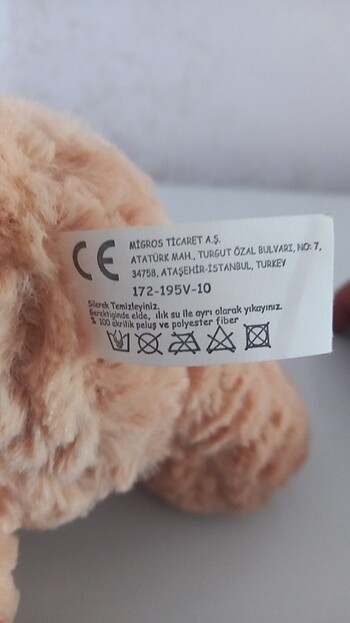 CE
MİGROS TİCARET A.Ş.
ATATÜRK MAH., TURGUT ÖZAL BULVARI, NO: 7,
34758, ATAŞEHİR-İSTANBUL, TURKEY
172-195V-10
Silerek Temizleyiniz.
Gerektiğinde elde, ılık su ile ayrı olarak yıkayınız.
% 100 akrilik peluş ve polyester fiber